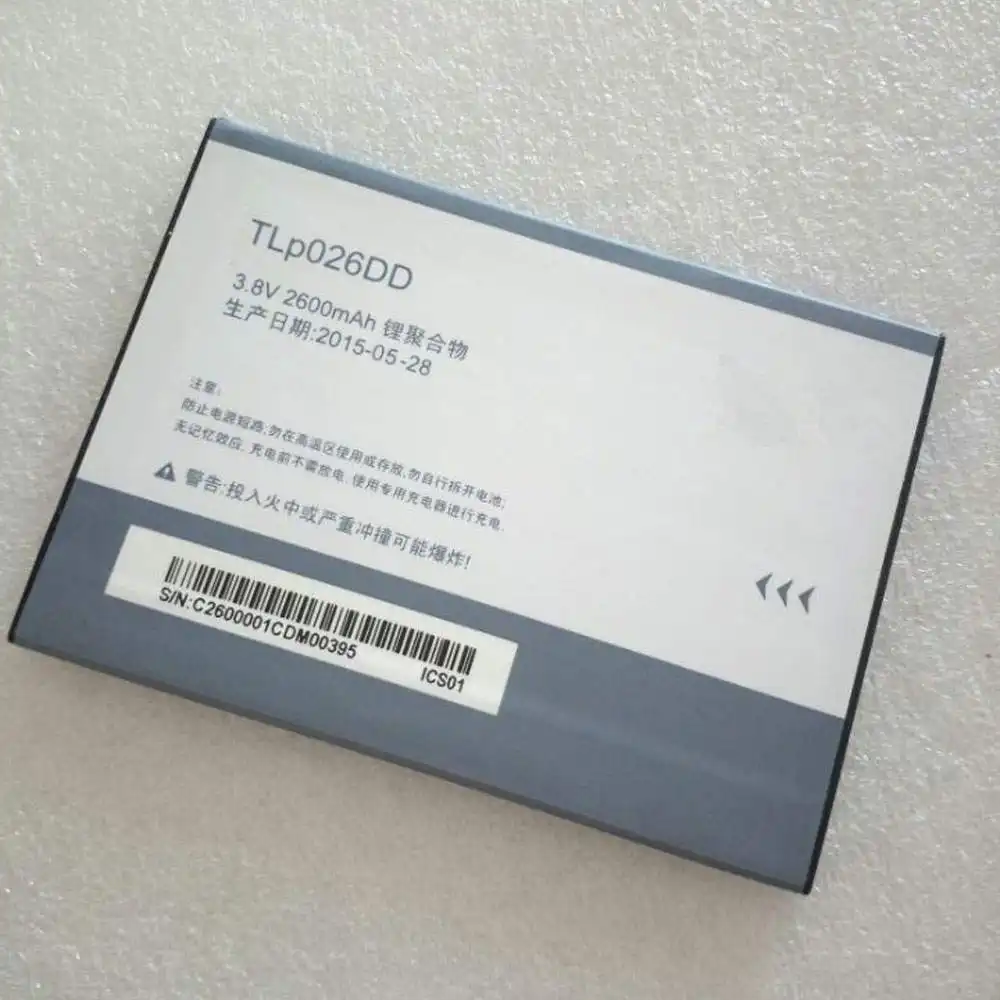 TLp026DD
3.8V 2600mAh 锂聚合物
生产日期:2015-05-28
注意:
防止电源短路;勿在高温区使用或存放;勿自行拆开电池;
无记忆效应, 充电前不需放电, 使用专用充电器进行充电.
警告:投入火中或严重冲撞可能爆炸!
S/N:C2600001CDM00395
ICS01